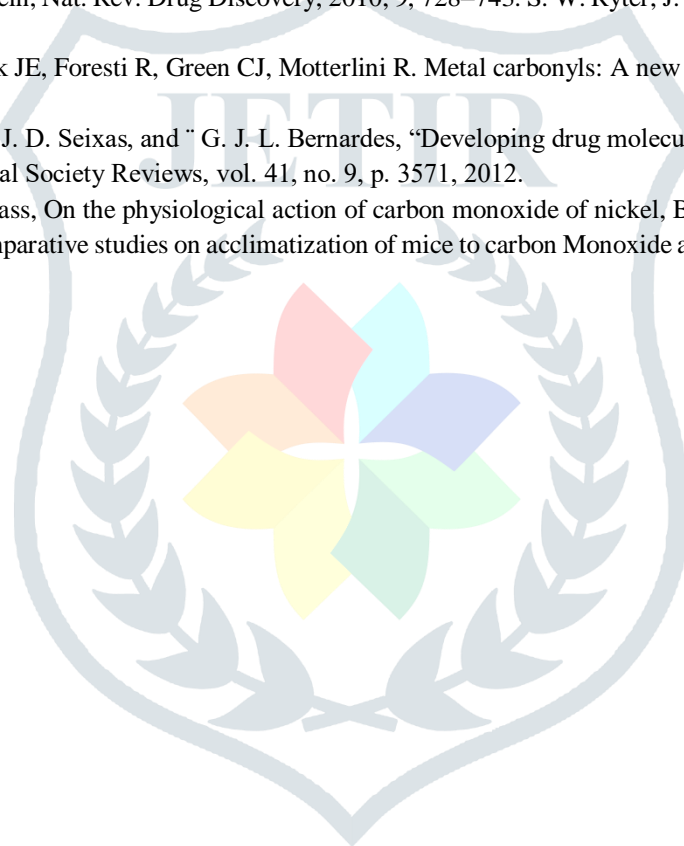 Nat. Rev. Drug Discovery, 2010, 9, 728–743. S. W. Ryter, J.
JE, Foresti R, Green CJ, Motterlini R. Metal carbonyls: A new
JETIR
J. D. Seixas, and ¨ G. J. L. Bernardes, “Developing drug molecu
al Society Reviews, vol. 41, no. 9, p. 3571, 2012.
ass, On the physiological action of carbon monoxide of nickel, B
nparative studies on acclimatization of mice to carbon Monoxide a